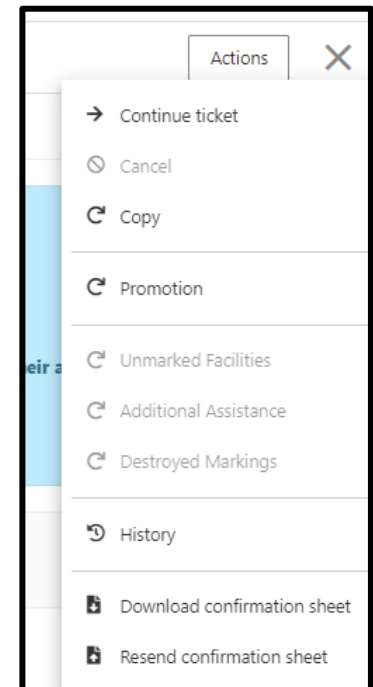 Actions
Continue ticket
Cancel
Copy
Promotion
eir a
Unmarked Facilities
Additional Assistance
Destroyed Markings
History
Download confirmation sheet
Resend confirmation sheet